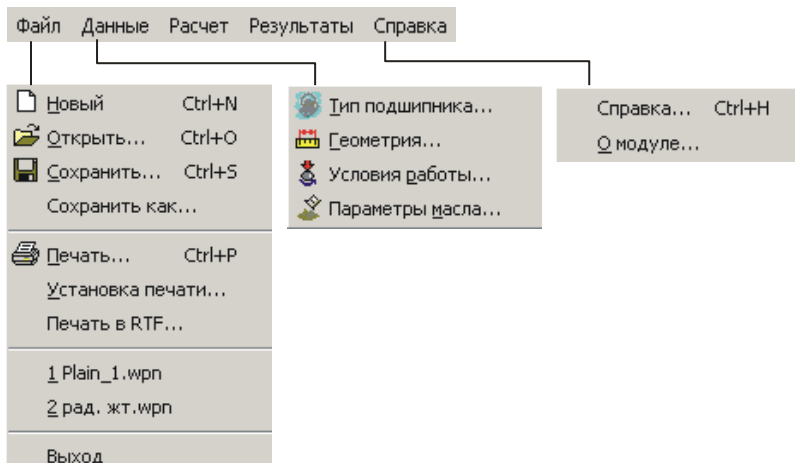 Файл Данные Расчет Результаты Справка
Новый Ctrl+N
Открыть... Ctrl+O
Сохранить... Ctrl+S
Сохранить как...
Печать... Ctrl+P
Установка печати...
Печать в RTF...
1 Plain_1.wpn
2 рад. жт.wpn
Выход
Тип подшипника...
Геометрия...
Условия работы...
Параметры масла...
Справка... Ctrl+H
О модуле...